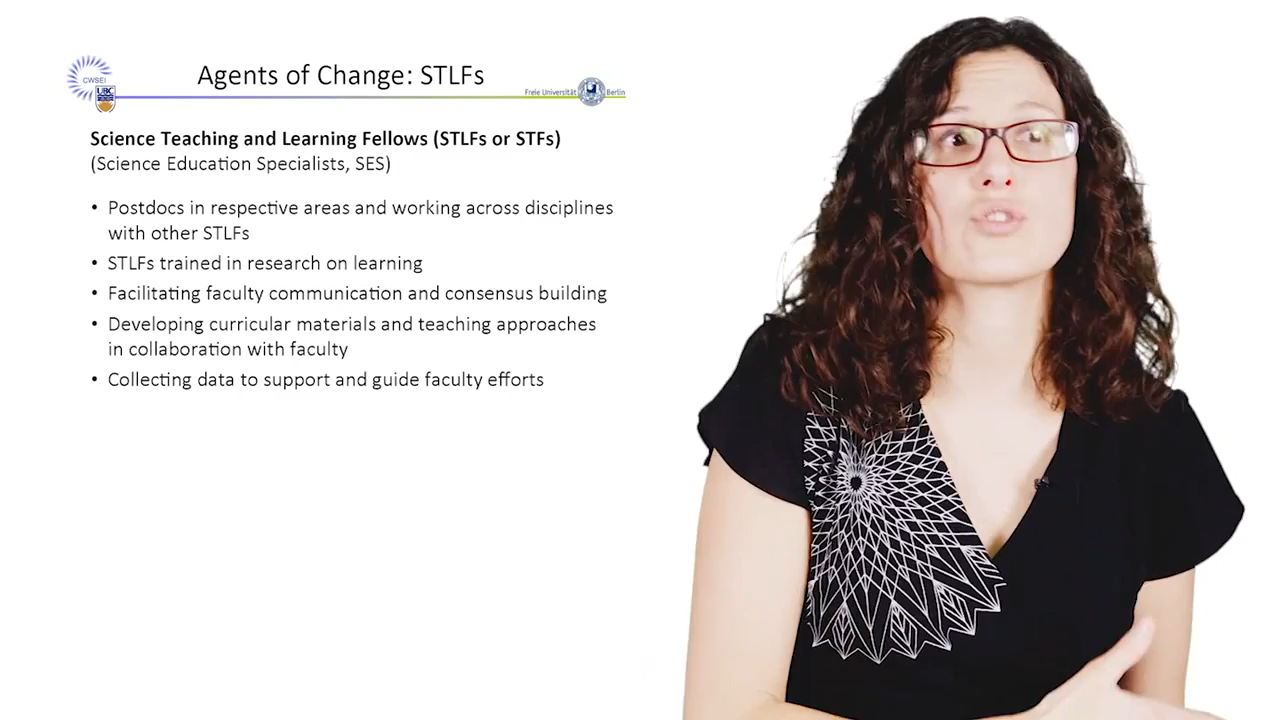 CWSEI
UBC
Agents of Change: STLFs
Freie Universität Berlin
Science Teaching and Learning Fellows (STLFs or STFs)
(Science Education Specialists, SES)
• Postdocs in respective areas and working across disciplines
with other STLFs
• STLFs trained in research on learning
• Facilitating faculty communication and consensus building
• Developing curricular materials and teaching approaches
in collaboration with faculty
• Collecting data to support and guide faculty efforts